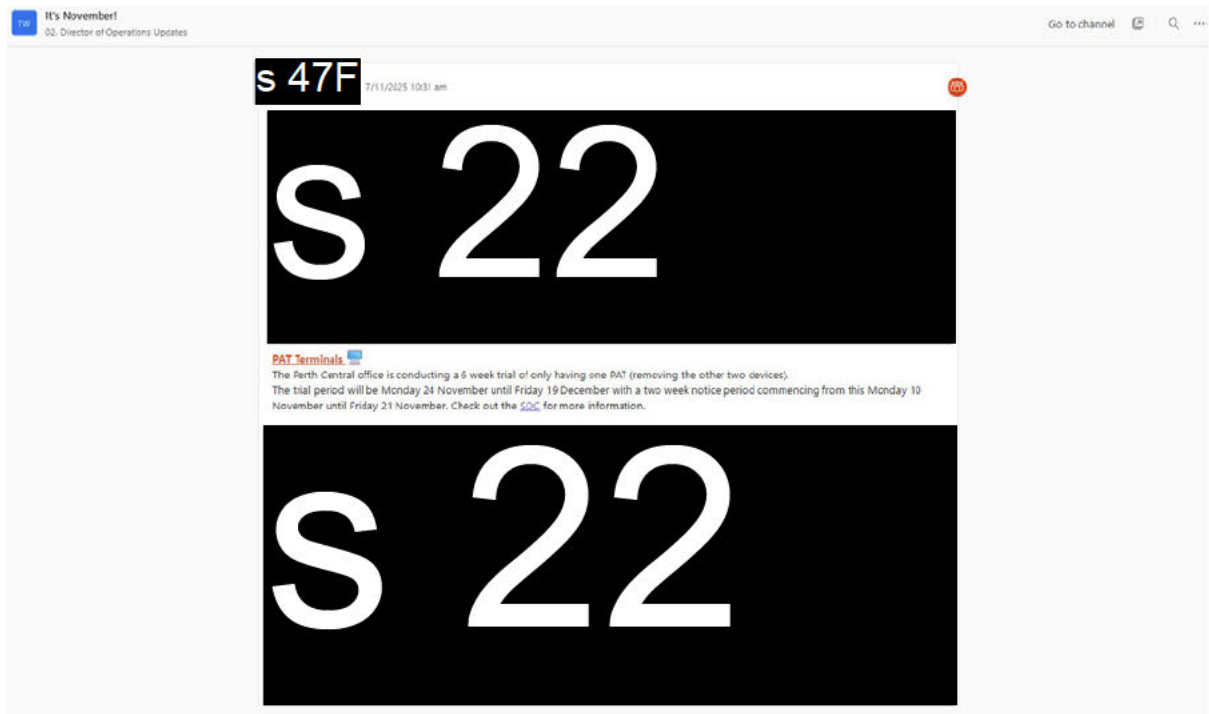 TW
It's November!
02. Director of Operations Updates
Go to channel
s 47F
7/11/2025 10:31 am
s 22
PAT Terminals
The Perth Central office is conducting a 6 week trial of only having one PAT (removing the other two devices).
The trial period will be Monday 24 November until Friday 19 December with a two week notice period commencing from this Monday 10
November until Friday 21 November. Check out the SOC for more information.
s 22